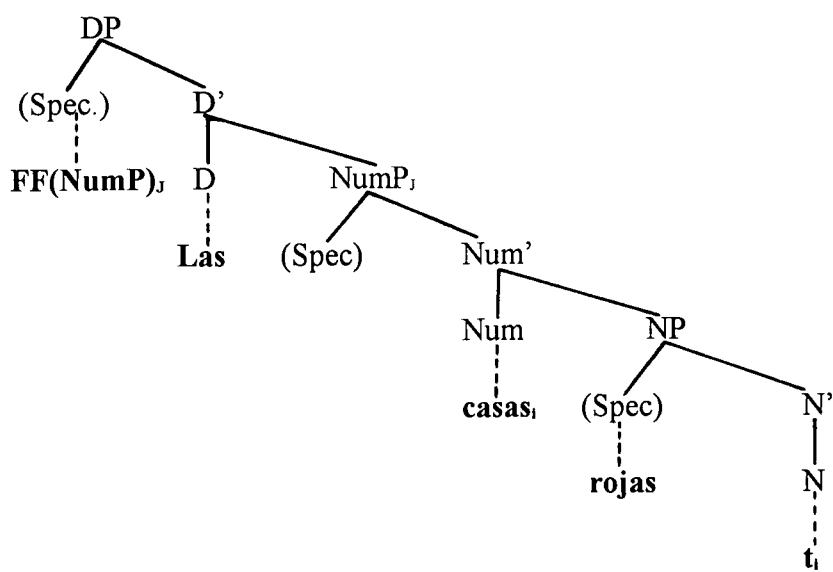 DP
(Spec.) D'
FF(NumP)J D NumPJ
Las (Spec) Num'
Num NP
casasi (Spec) N'
rojas N
ti